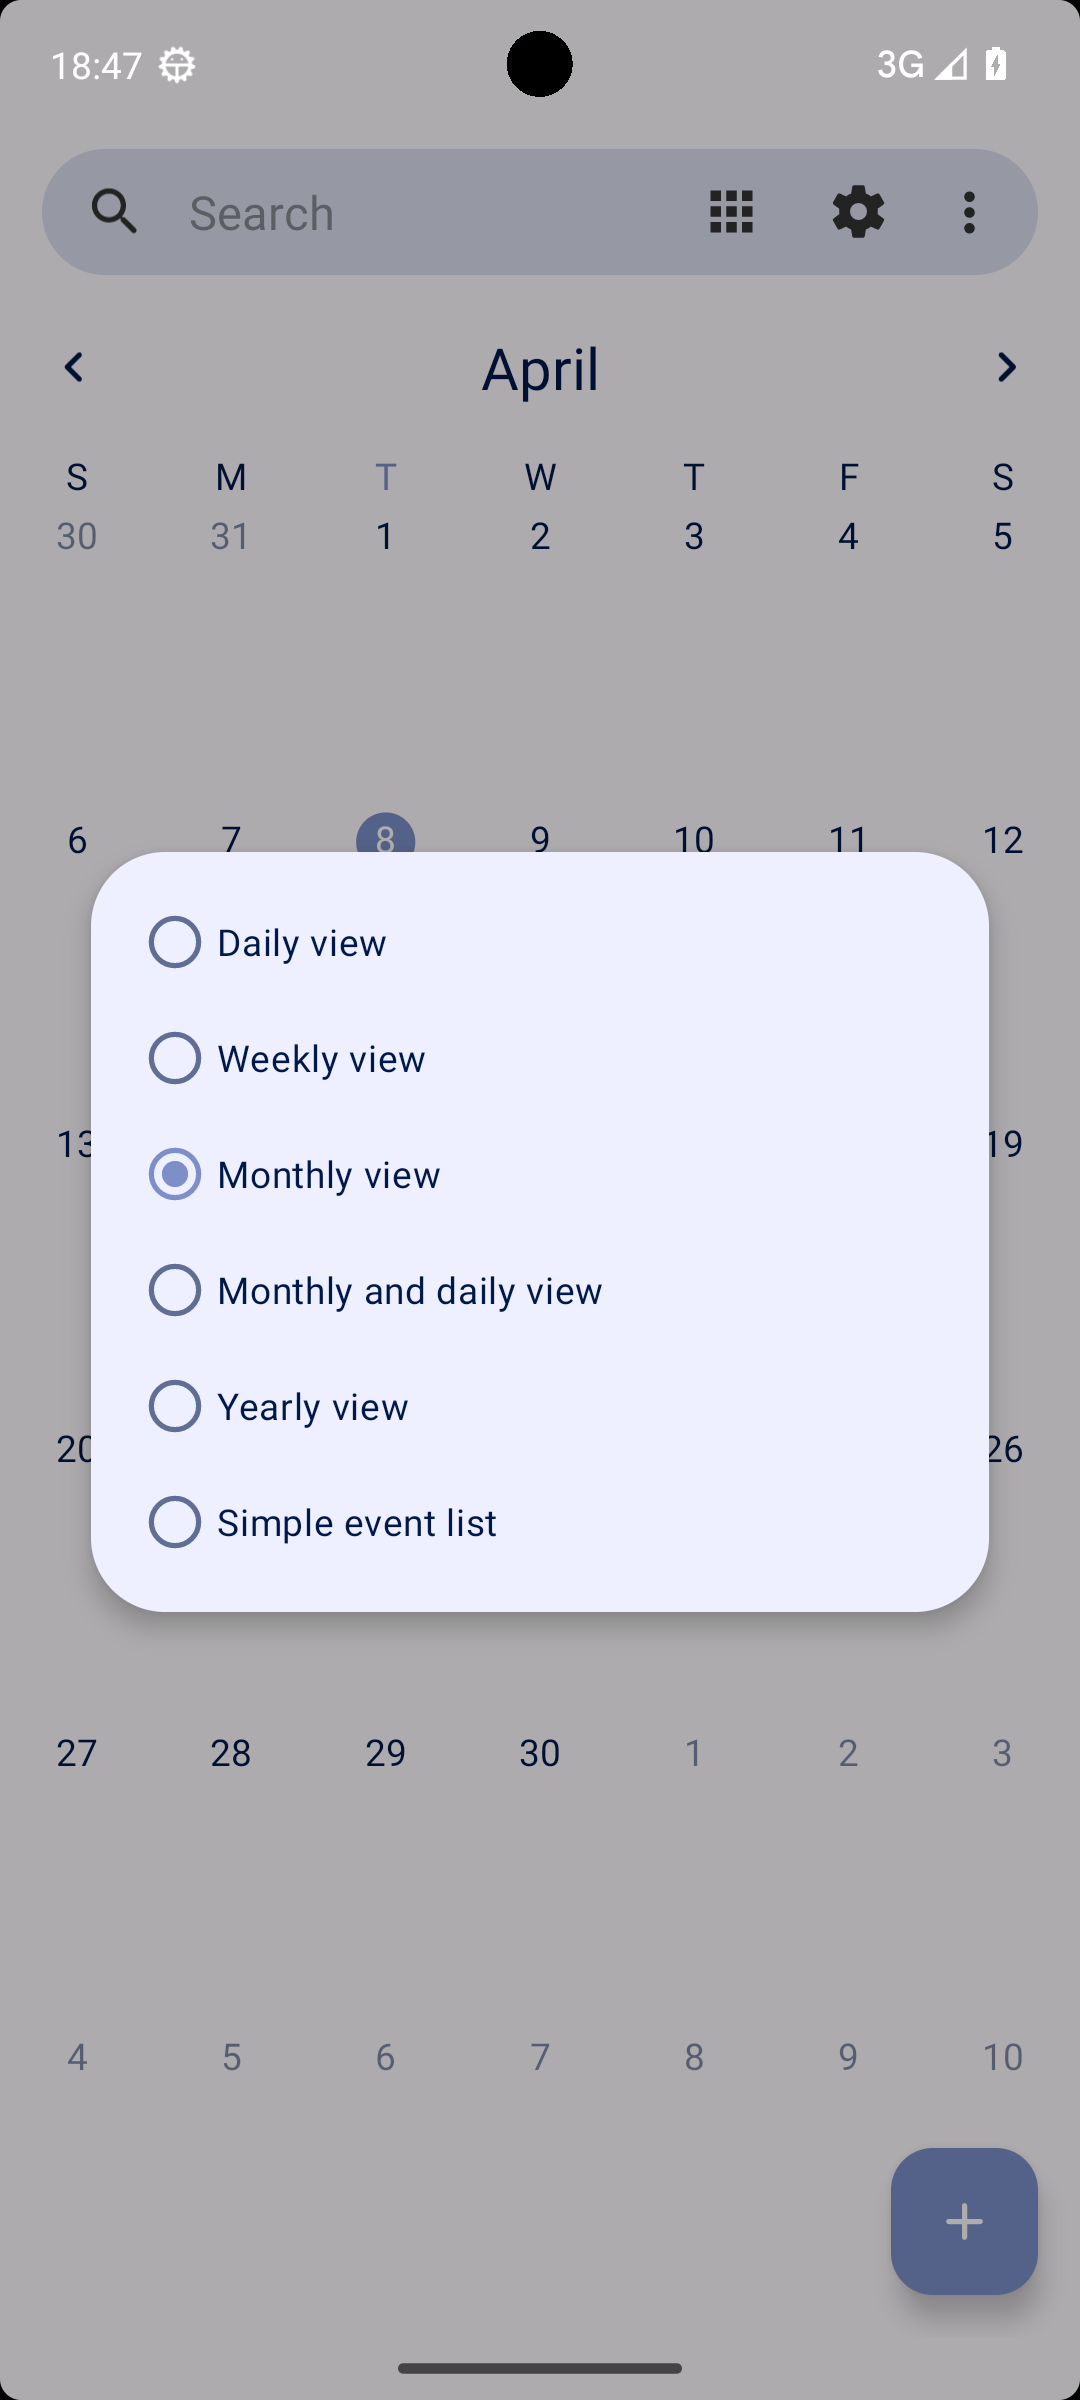 18:47 3G
Search
April
S M T W T F S
30 31 1 2 3 4 5
6 7 8 9 10 11 12
Daily view
Weekly view
13 19
Monthly view
Monthly and daily view
Yearly view
20 26
Simple event list
27 28 29 30 1 2 3
4 5 6 7 8 9 10